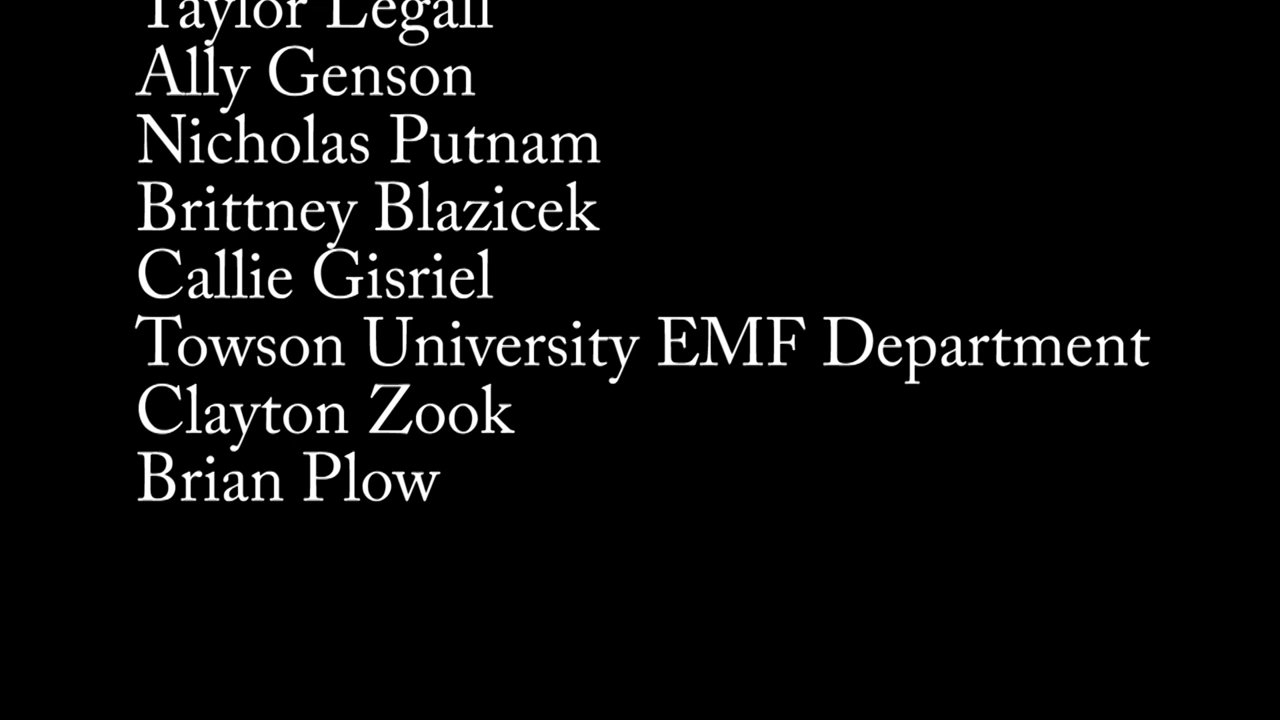 Taylor Legall
Ally Genson
Nicholas Putnam
Brittney Blazicek
Callie Gisriel
Towson University EMF Department
Clayton Zook
Brian Plow